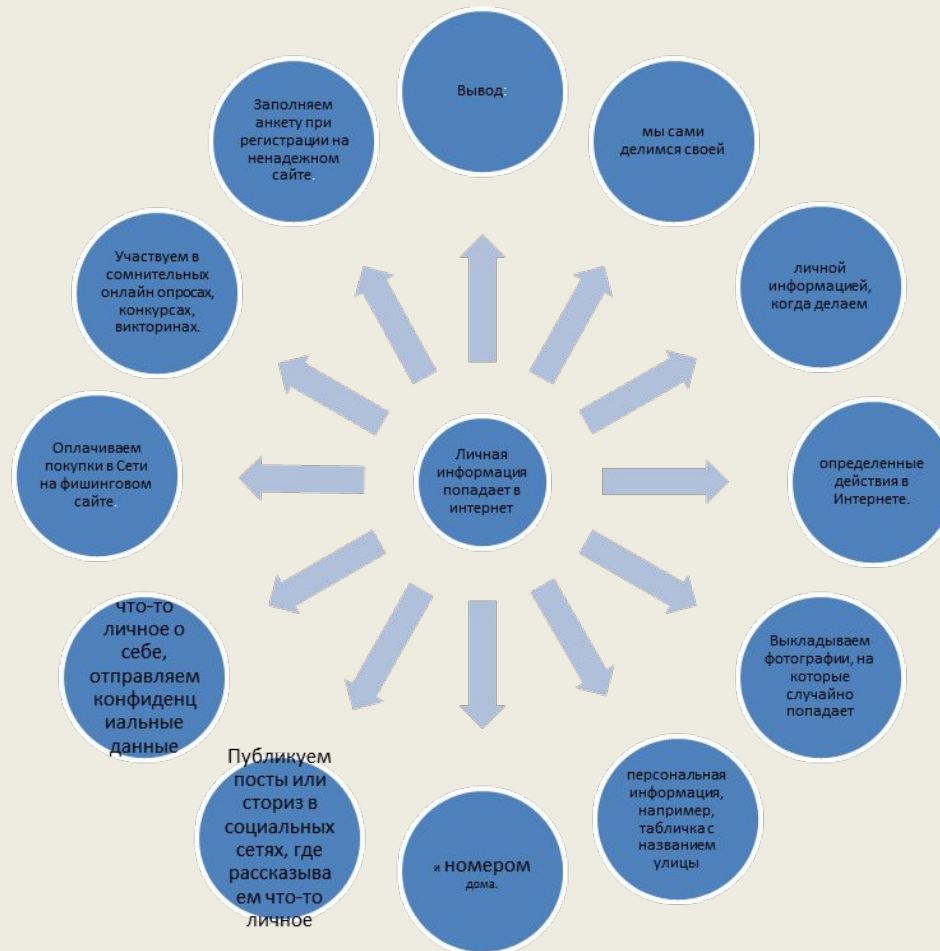 Вывод:
мы сами
делимся своей
личной
информацией,
когда делаем
определенные
действия в
Интернете.
Выкладываем
фотографии, на
которые
случайно
попадает
персональная
информация,
например,
табличка с
названием
улицы
и номером
дома.
Публикуем
посты или
сториз в
социальных
сетях, где
рассказыва
ем что-то
личное
что-то
личное о
себе,
отправляем
конфиденц
иальные
данные
Оплачиваем
покупки в Сети
на фишинговом
сайте.
Участвуем в
сомнительных
онлайн опросах,
конкурсах,
викторинах.
Заполняем
анкету при
регистрации на
ненадежном
сайте.
Личная
информация
попадает в
интернет